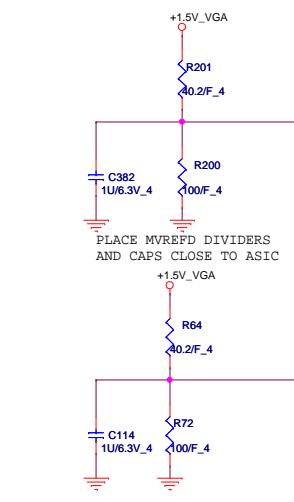 +1.5V_VGA
R201
40.2/F_4
R200
C382
1U/6.3V_4
100/F_4
PLACE MVREFD DIVIDERS
AND CAPS CLOSE TO ASIC
+1.5V_VGA
R64
40.2/F_4
R72
C114
1U/6.3V_4
100/F_4